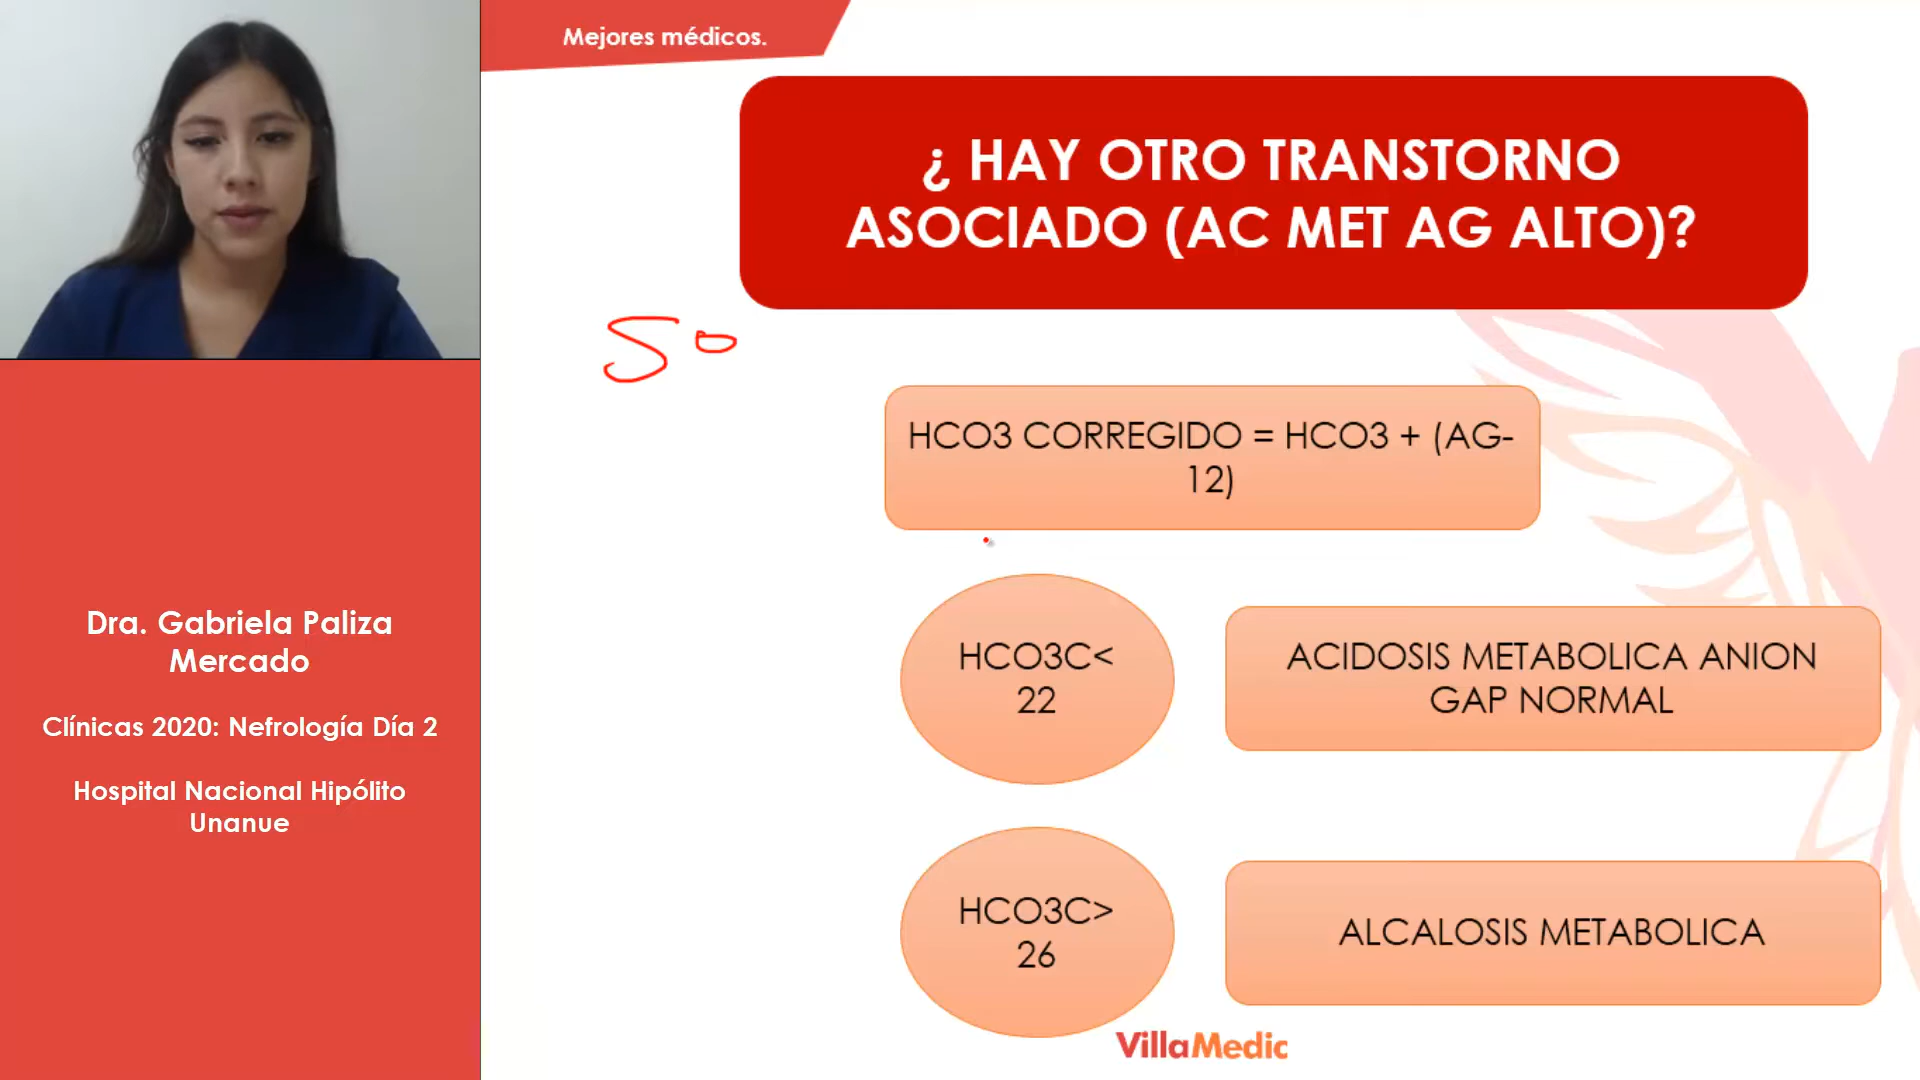 Mejores médicos.
¿ HAY OTRO TRANSTORNO
ASOCIADO (AC MET AG ALTO)?
5º
HCO3 CORREGIDO = HCO3 + (AG-
12)
HCO3C<
22
ACIDOSIS METABOLICA ANION
GAP NORMAL
HCO3C>
26
ALCALOSIS METABOLICA
Dra. Gabriela Paliza
Mercado
Clínicas 2020: Nefrología Día 2
Hospital Nacional Hipólito
Unanue
VillaMedic